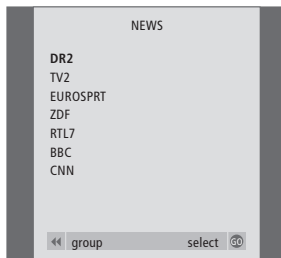 NEWS
DR2
TV2
EUROSPRT
ZDF
RTL7
BBC
CNN
group select GO